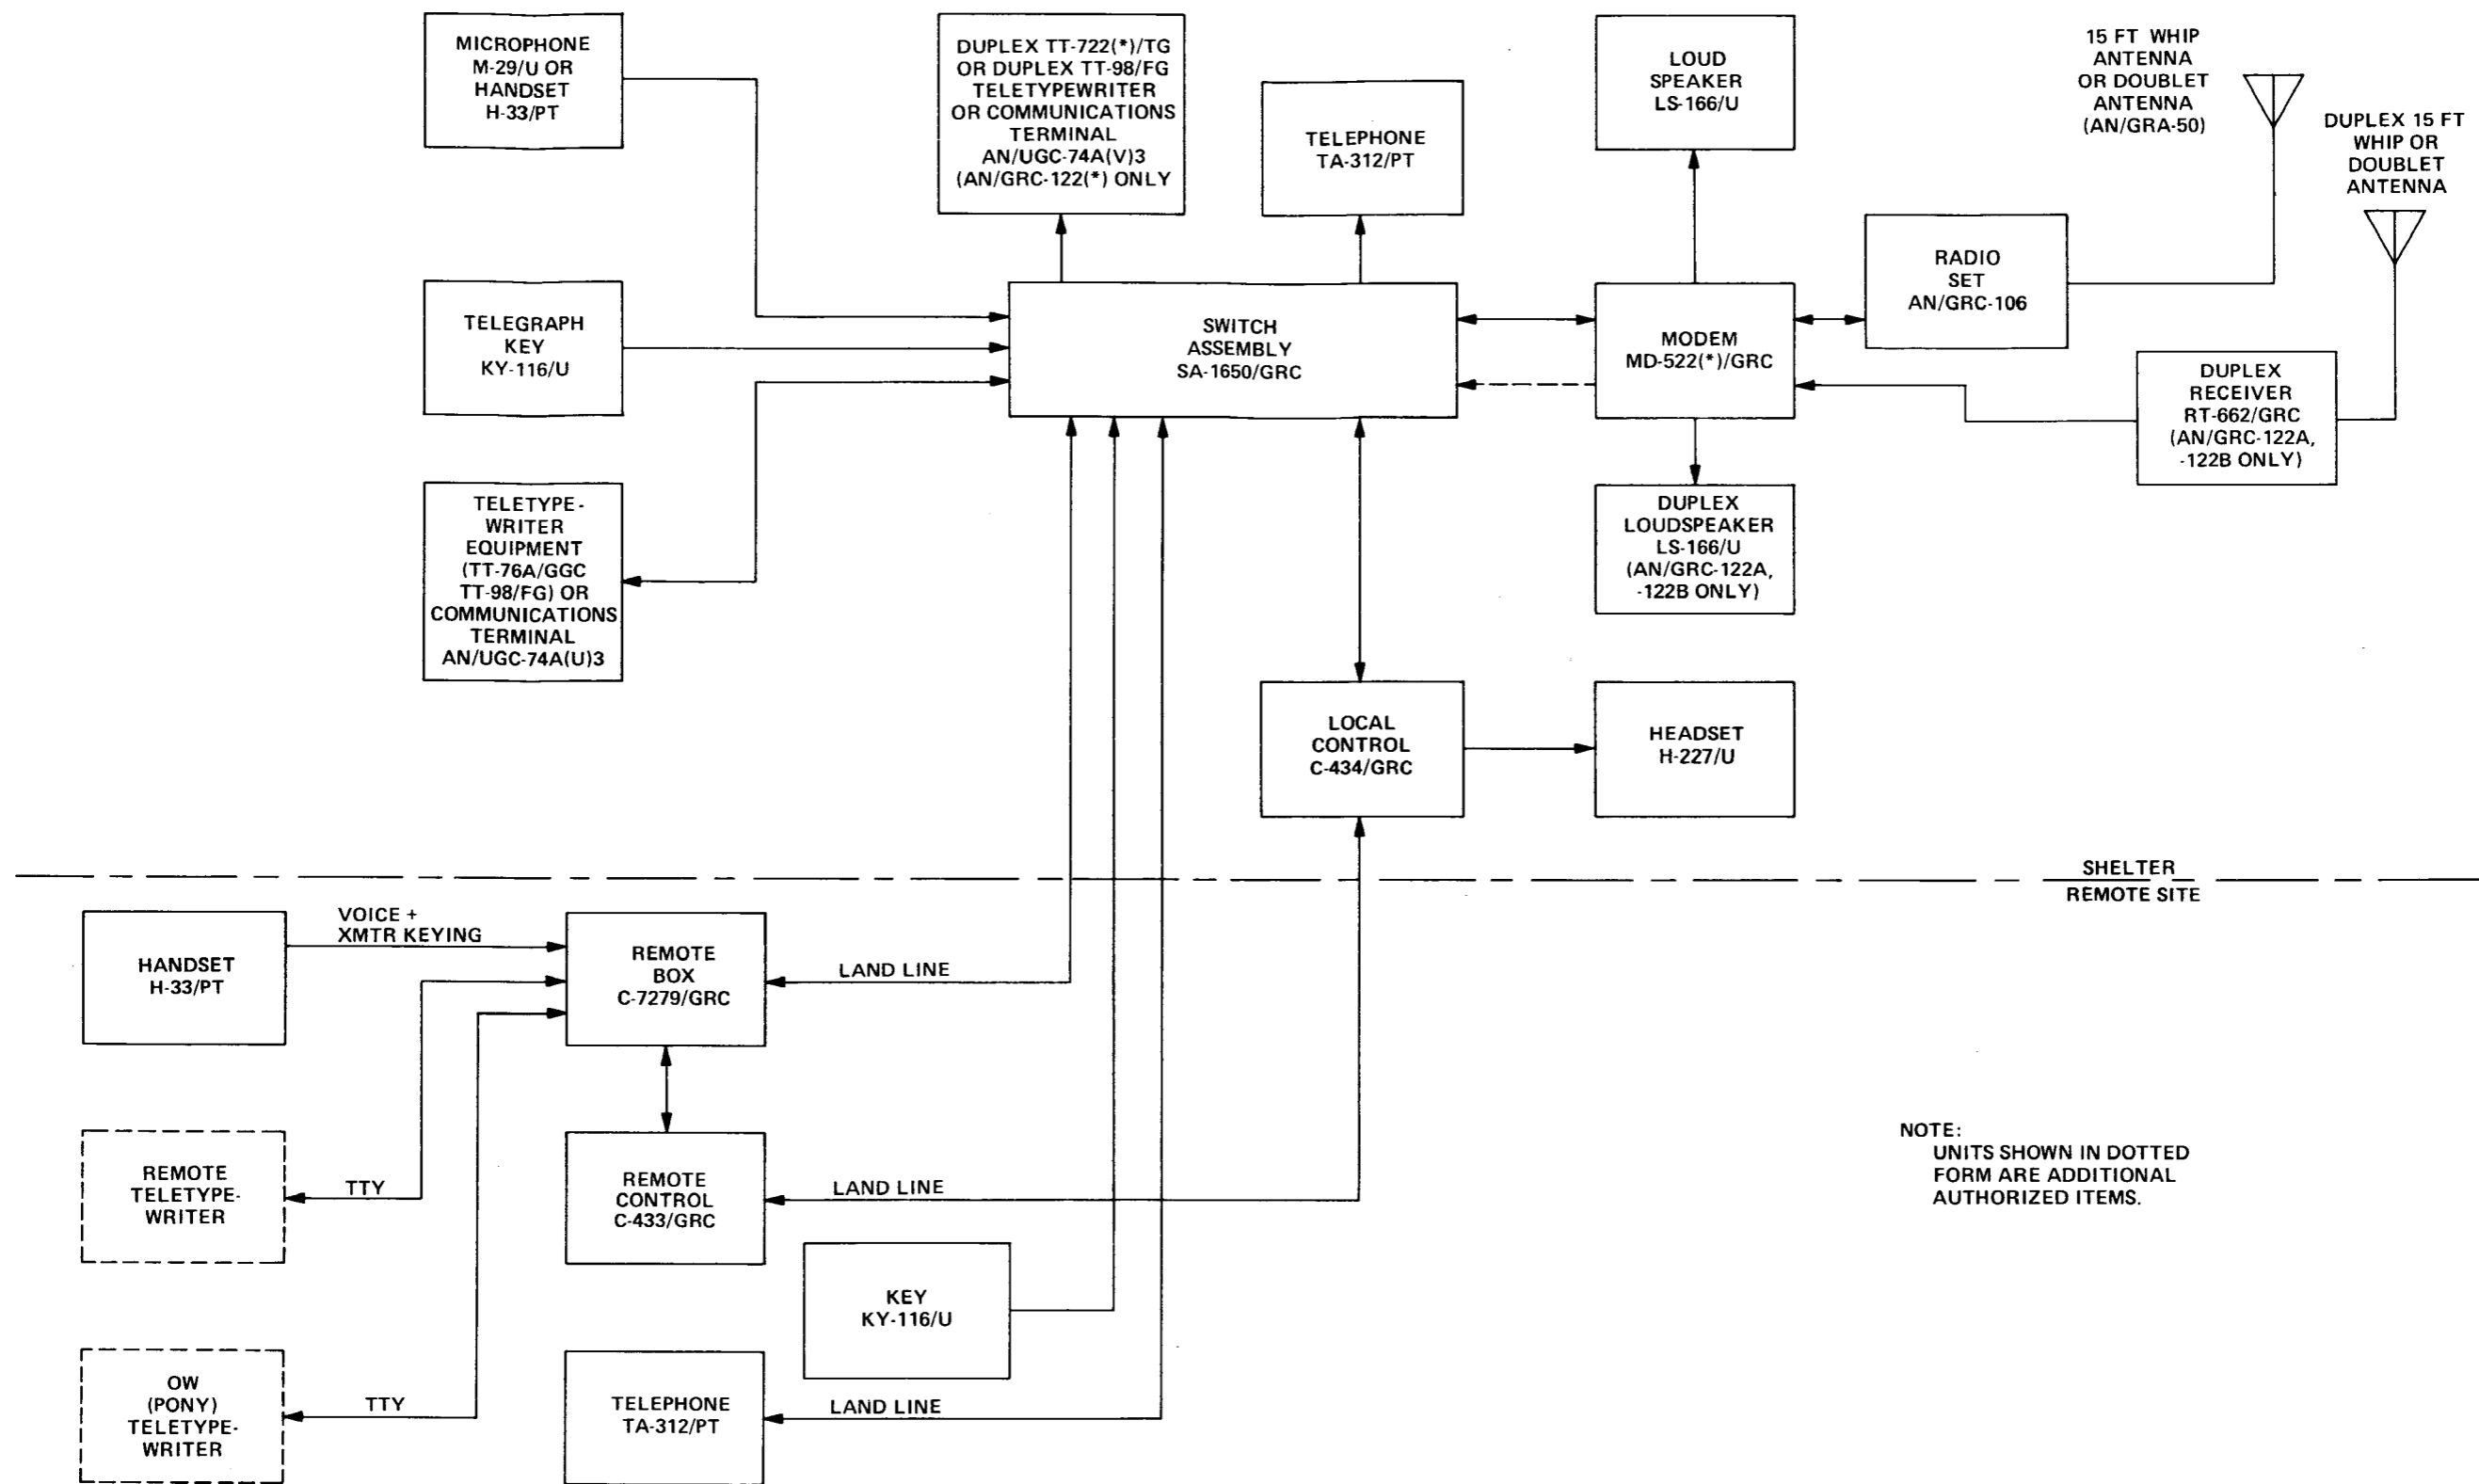 MICROPHONE
M-29/U OR
HANDSET
H-33/PT
DUPLEX TT-722(*)/TG
OR DUPLEX TT-98/FG
TELETYPEWRITER
OR COMMUNICATIONS
TERMINAL
AN/UGC-74A(V)3
(AN/GRC-122(*) ONLY
TELEPHONE
TA-312/PT
LOUD
SPEAKER
LS-166/U
15 FT WHIP
ANTENNA
OR DOUBLET
ANTENNA
(AN/GRA-50)
DUPLEX 15 FT
WHIP OR
DOUBLET
ANTENNA
TELEGRAPH
KEY
KY-116/U
SWITCH
ASSEMBLY
SA-1650/GRC
MODEM
MD-522(*)/GRC
RADIO
SET
AN/GRC-106
DUPLEX
RECEIVER
RT-662/GRC
(AN/GRC-122A,
-122B ONLY)
TELETYPE-
WRITER
EQUIPMENT
(TT-76A/GGC
TT-98/FG) OR
COMMUNICATIONS
TERMINAL
AN/UGC-74A(U)3
DUPLEX
LOUDSPEAKER
LS-166/U
(AN/GRC-122A,
-122B ONLY)
LOCAL
CONTROL
C-434/GRC
HEADSET
H-227/U
SHELTER
REMOTE SITE
HANDSET
H-33/PT
VOICE +
XMTR KEYING
REMOTE
BOX
C-7279/GRC
LAND LINE
REMOTE
TELETYPE-
WRITER
TTY
REMOTE
CONTROL
C-433/GRC
LAND LINE
KEY
KY-116/U
OW
(PONY)
TELETYPE-
WRITER
TTY
TELEPHONE
TA-312/PT
LAND LINE
NOTE:
UNITS SHOWN IN DOTTED
FORM ARE ADDITIONAL
AUTHORIZED ITEMS.